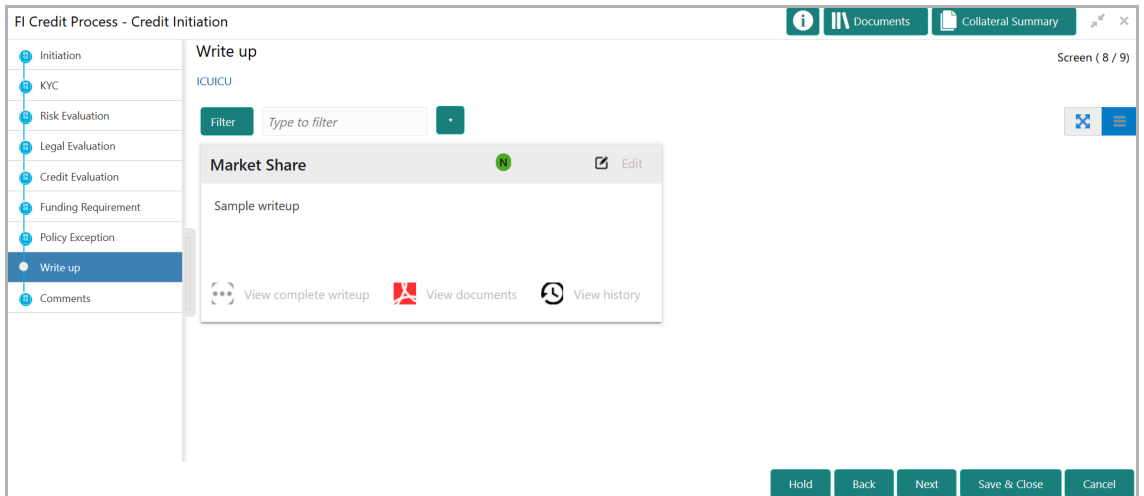 FI Credit Process - Credit Initiation
Documents
Collateral Summary
Initiation
KYC
Risk Evaluation
Legal Evaluation
Credit Evaluation
Funding Requirement
Policy Exception
Write up
Comments
Write up
Screen ( 8 / 9)
ICUICU
Filter
Type to filter
+
Market Share
N
Edit
Sample writeup
View complete writeup
View documents
View history
Hold
Back
Next
Save & Close
Cancel